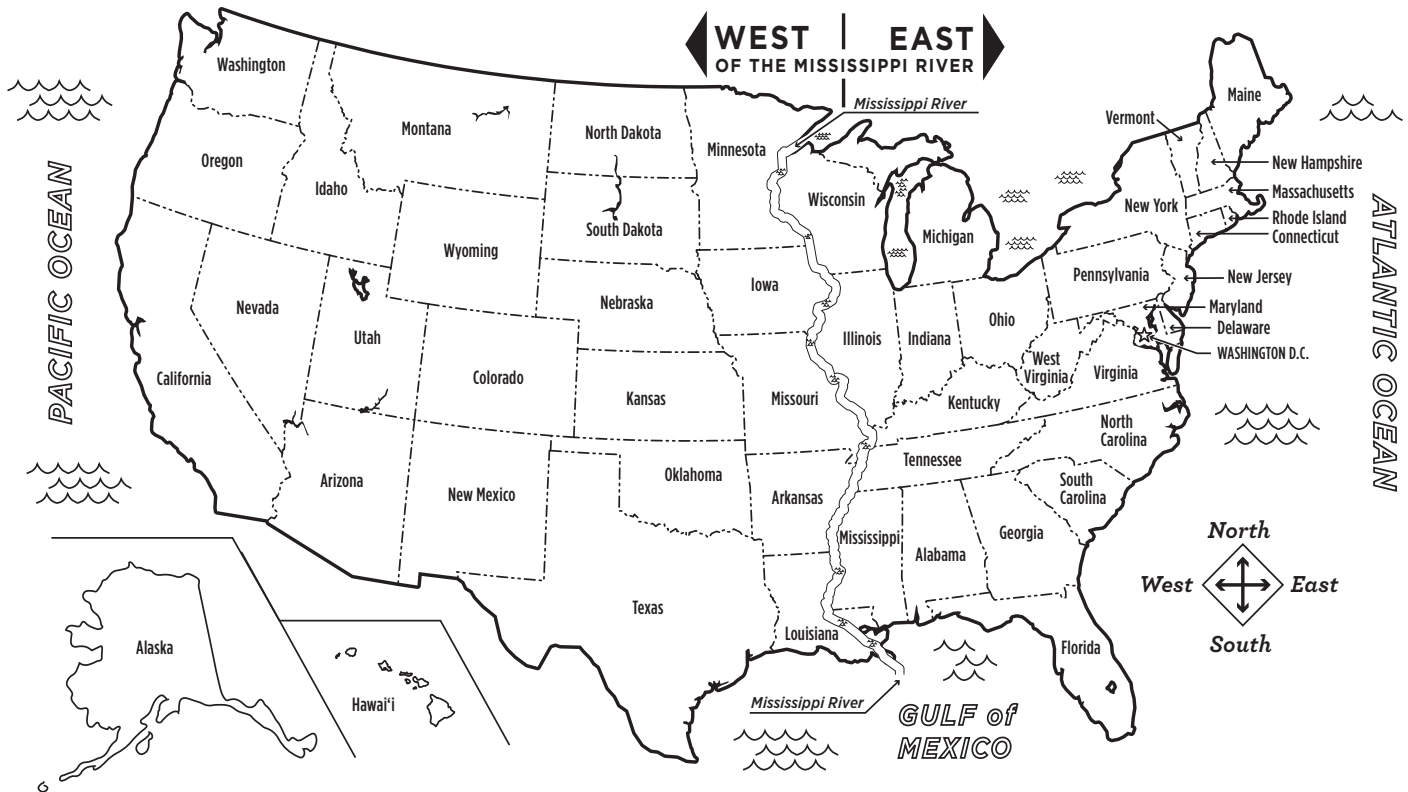 WEST | EAST
OF THE MISSISSIPPI RIVER
Mississippi River
Washington
Oregon
Idaho
Montana
North Dakota
Minnesota
Wisconsin
Michigan
Vermont
Maine
New Hampshire
Massachusetts
New York
Rhode Island
Connecticut
PACIFIC OCEAN
ATLANTIC OCEAN
South Dakota
Wyoming
Nevada
Utah
California
Colorado
Nebraska
Iowa
Kansas
Missouri
Illinois
Indiana
Ohio
Pennsylvania
New Jersey
Maryland
Delaware
WASHINGTON D.C.
West
Virginia
Virginia
Kentucky
North
Carolina
Tennessee
South
Carolina
Arizona
New Mexico
Oklahoma
Arkansas
Mississippi
Alabama
Georgia
Texas
Louisiana
Florida
Alaska
Hawaiʻi
Mississippi River
GULF of
MEXICO
North
West
East
South